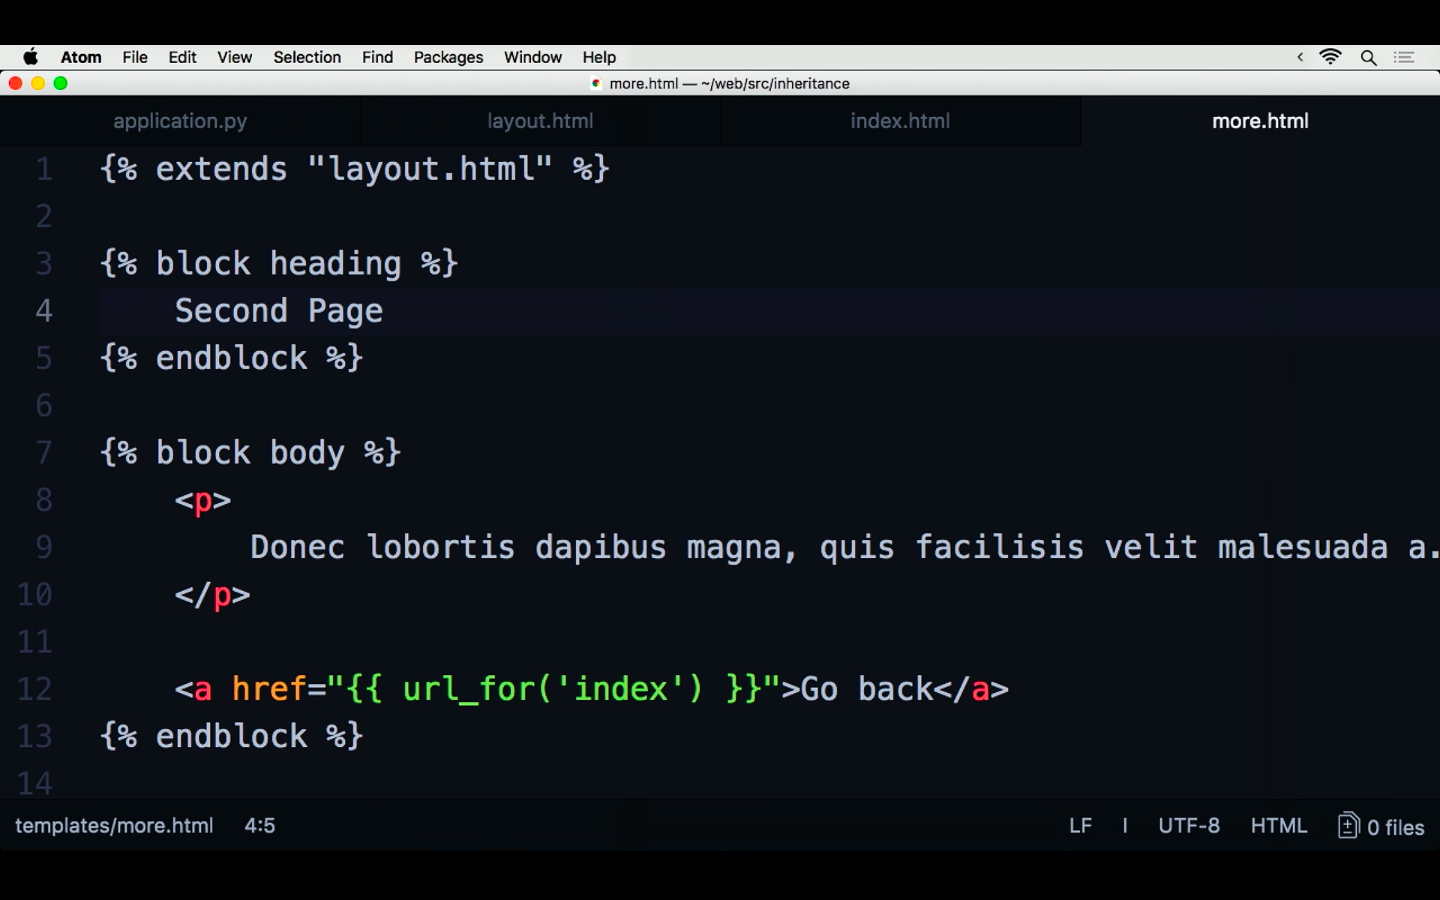 Atom File Edit View Selection Find Packages Window Help
more.html — ~/web/src/inheritance
application.py layout.html index.html more.html
1 {% extends "layout.html" %}
2
3 {% block heading %}
4 Second Page
5 {% endblock %}
6
7 {% block body %}
8 <p>
9 Donec lobortis dapibus magna, quis facilisis velit malesuada a.
10 </p>
11
12 <a href="{{ url_for('index') }}">Go back</a>
13 {% endblock %}
14
templates/more.html 4:5 LF | UTF-8 HTML 0 files